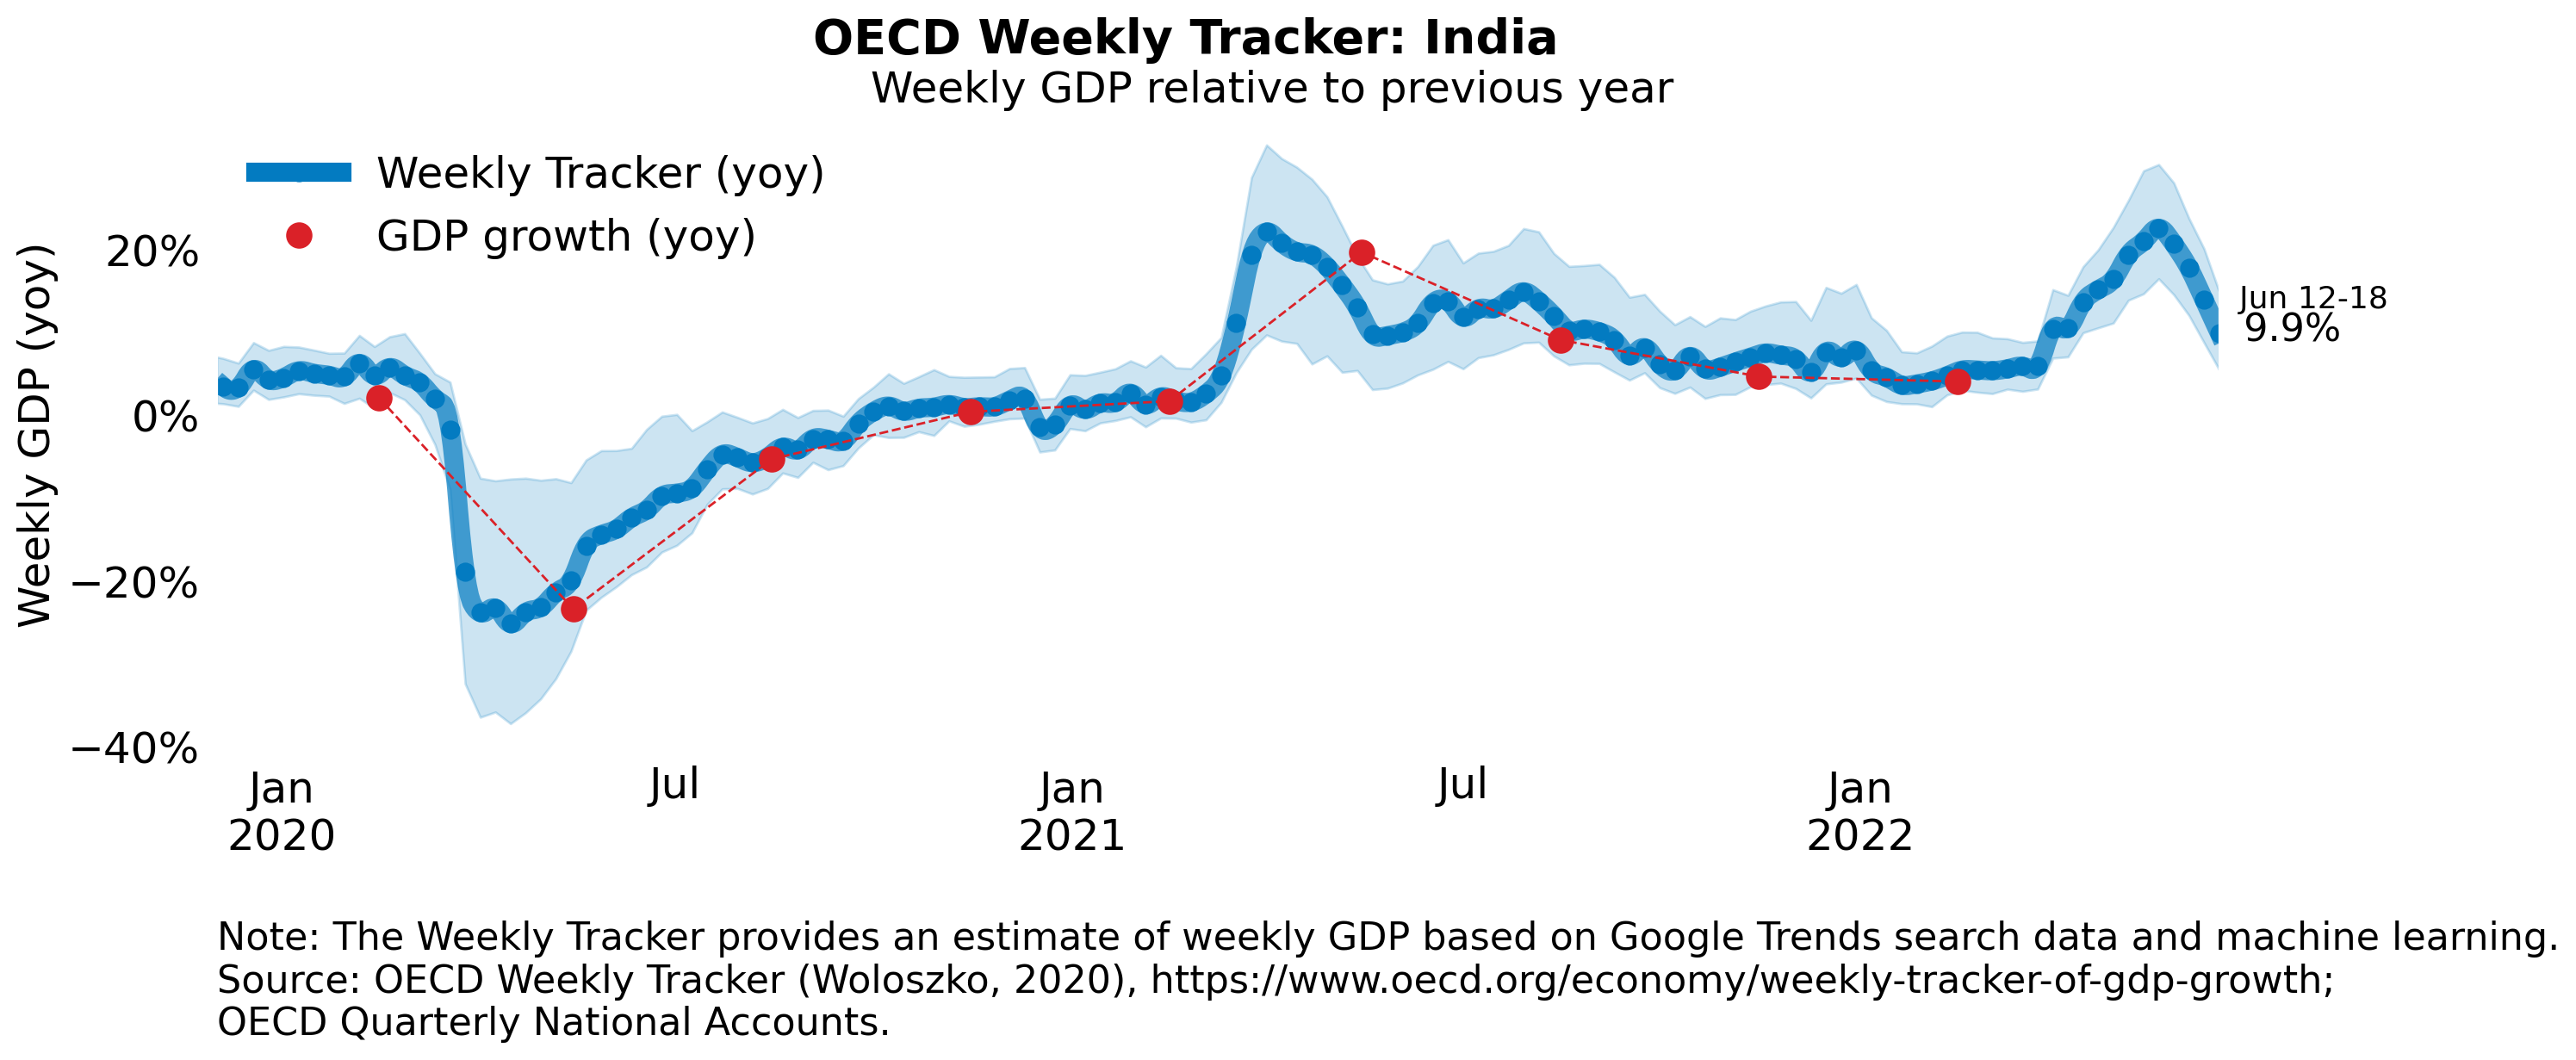 OECD Weekly Tracker: India
Weekly GDP relative to previous year
Weekly Tracker (yoy)
GDP growth (yoy)
Weekly GDP (yoy)
20%
0%
−20%
−40%
Jun 12-18
9.9%
Jan
2020
Jul
Jan
2021
Jul
Jan
2022
Note: The Weekly Tracker provides an estimate of weekly GDP based on Google Trends search data and machine learning.
Source: OECD Weekly Tracker (Woloszko, 2020), https://www.oecd.org/economy/weekly-tracker-of-gdp-growth;
OECD Quarterly National Accounts.